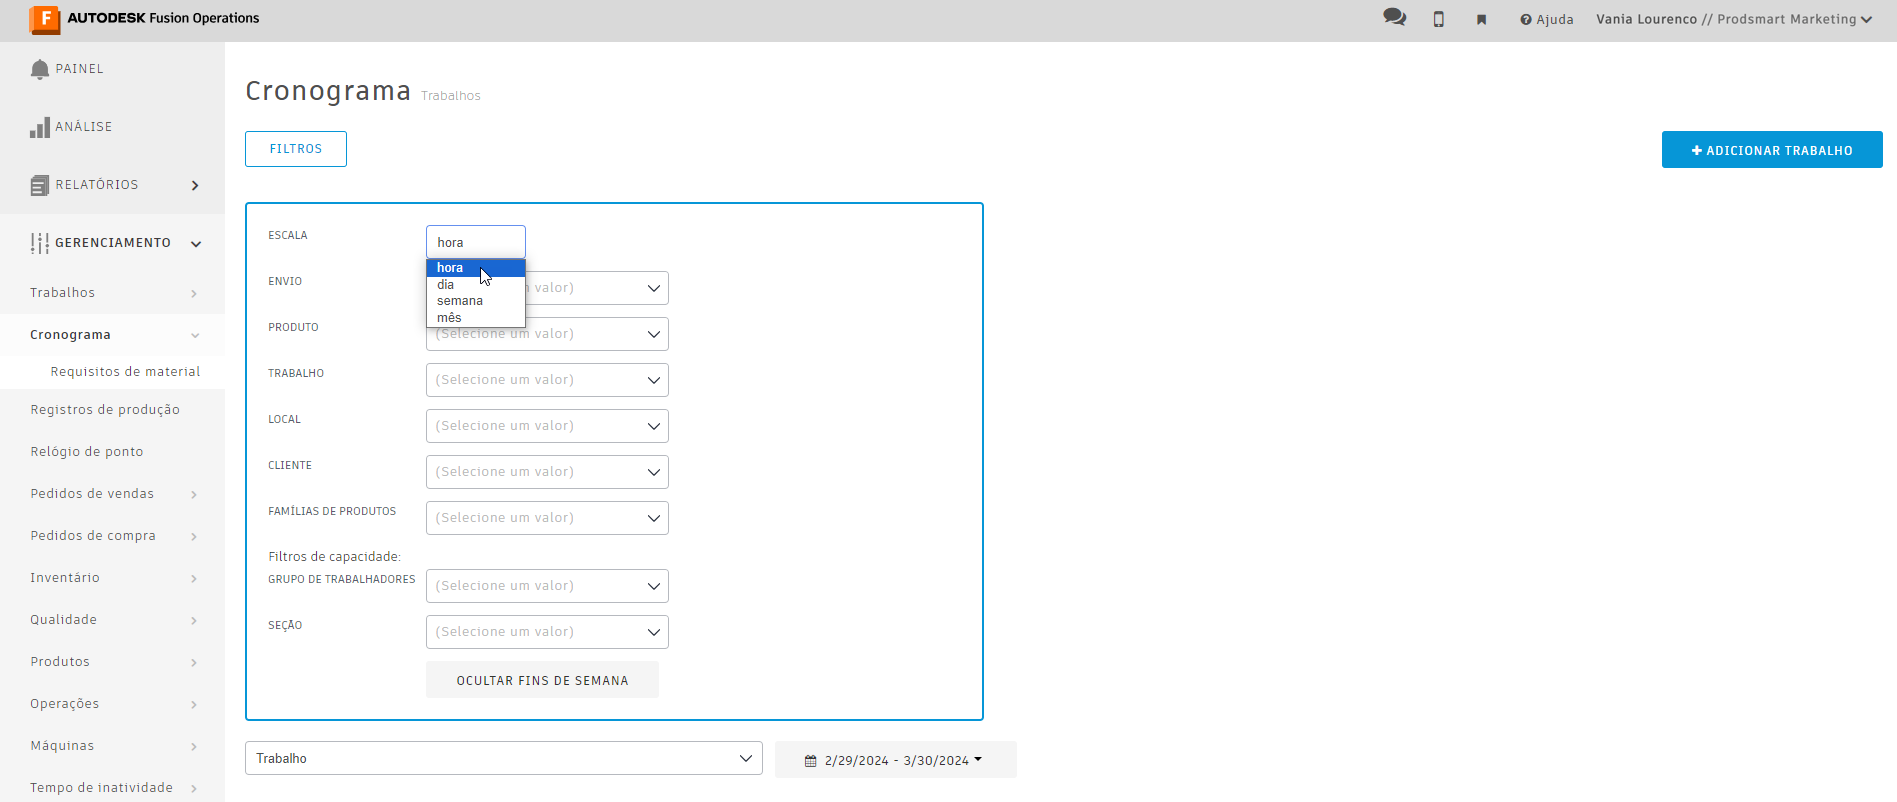 F AUTODESK Fusion Operations
Ajuda
Vania Lourenco // Prodsmart Marketing
PAINEL
ANÁLISE
RELATÓRIOS
GERENCIAMENTO
Trabalhos
Cronograma
Requisitos de material
Registros de produção
Relógio de ponto
Pedidos de vendas
Pedidos de compra
Inventário
Qualidade
Produtos
Operações
Máquinas
Tempo de inatividade
Cronograma Trabalhos
FILTROS
+ ADICIONAR TRABALHO
ESCALA
hora
hora
dia
semana
mês
ENVIO
valor)
PRODUTO
(Selecione um valor)
TRABALHO
(Selecione um valor)
LOCAL
(Selecione um valor)
CLIENTE
(Selecione um valor)
FAMÍLIAS DE PRODUTOS
(Selecione um valor)
Filtros de capacidade:
GRUPO DE TRABALHADORES
(Selecione um valor)
SEÇÃO
(Selecione um valor)
OCULTAR FINS DE SEMANA
Trabalho
2/29/2024 - 3/30/2024